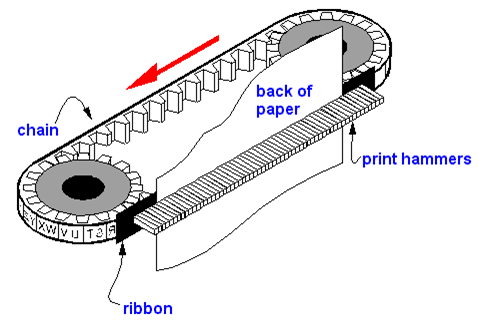 back of
paper
chain
print hammers
Y X W V U T S R
ribbon